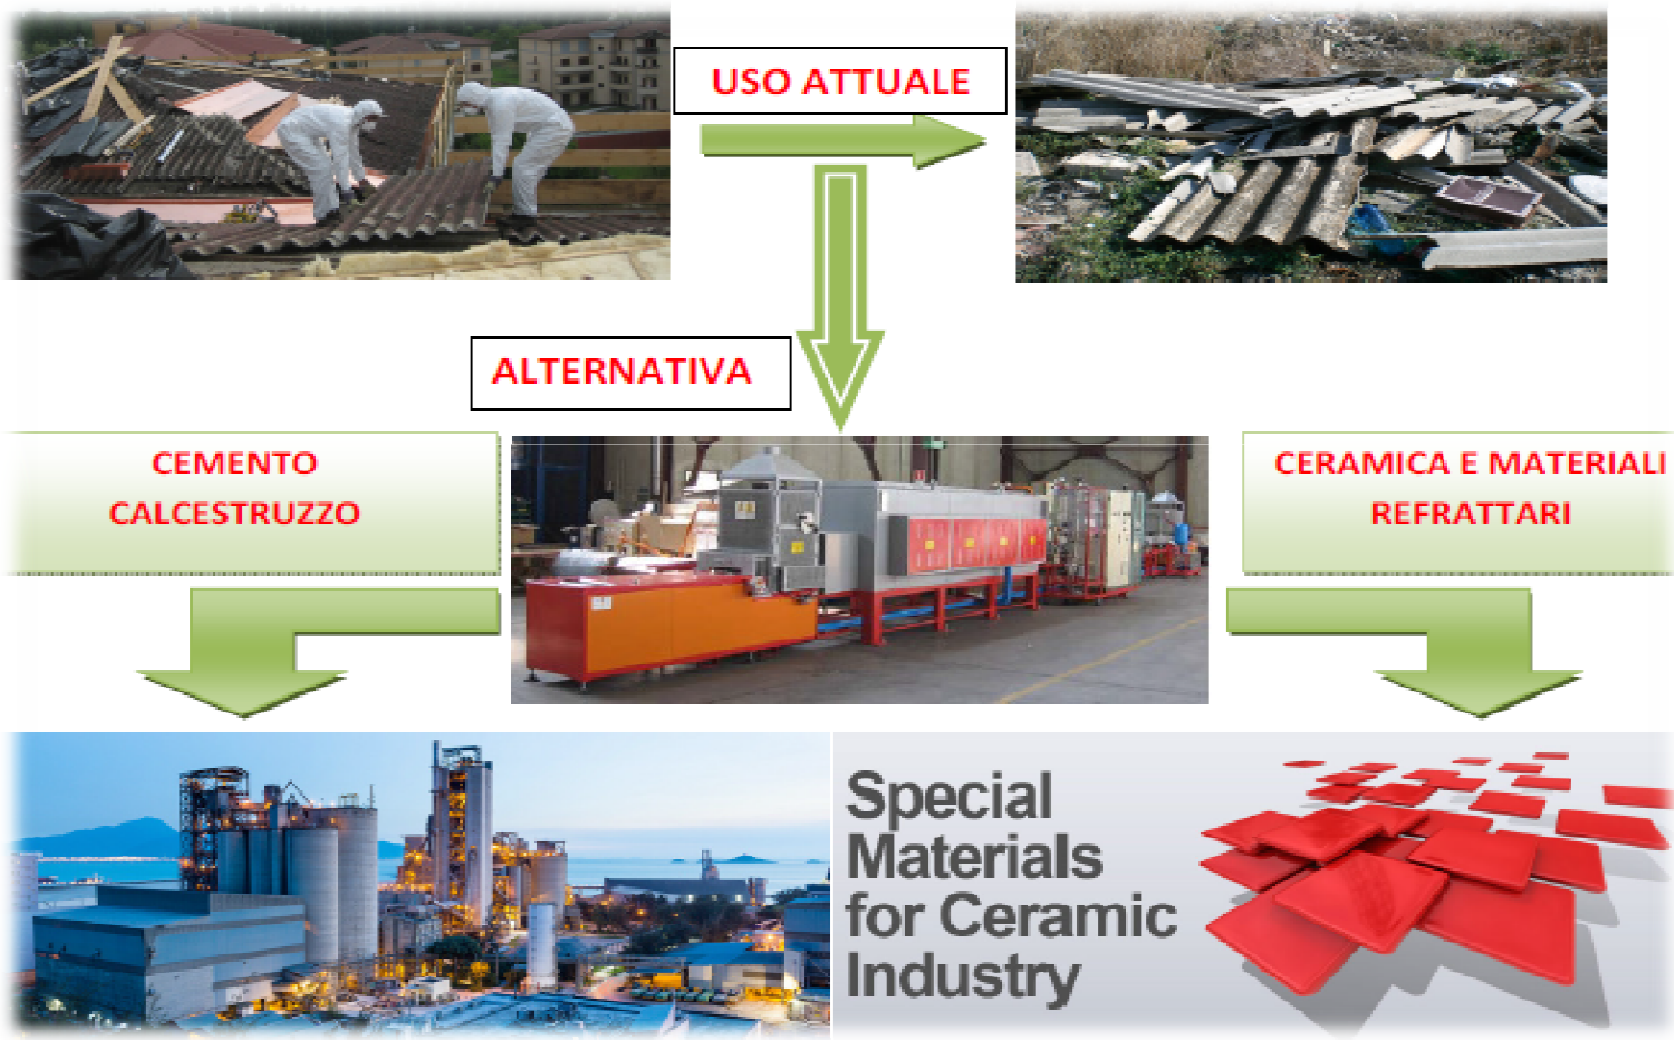 USO ATTUALE
ALTERNATIVA
CEMENTO
CALCESTRUZZO
CERAMICA E MATERIALI
REFRATTARI
Special
Materials
for Ceramic
Industry